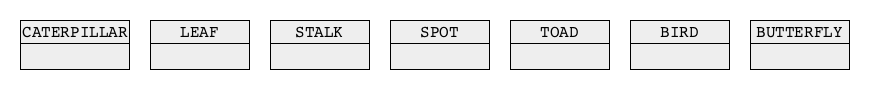 CATERPILLAR LEAF STALK SPOT TOAD BIRD BUTTERFLY